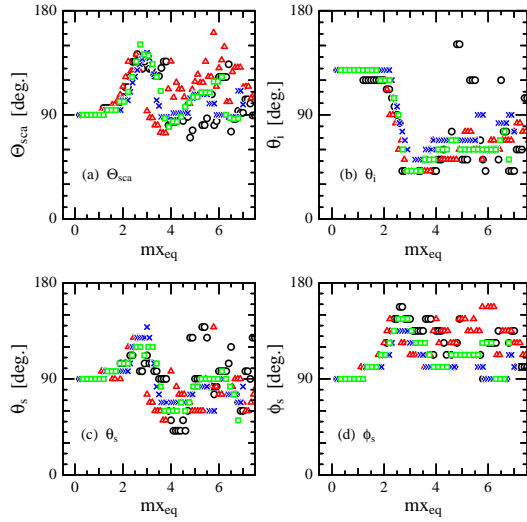 180
90
0
Θsca [deg.]
(a) Θsca
0 2 4 6
mxeq
180
90
0
θi [deg.]
(b) θi
0 2 4 6
mxeq
180
90
0
θs [deg.]
(c) θs
0 2 4 6
mxeq
180
90
0
ϕs [deg.]
(d) ϕs
0 2 4 6
mxeq